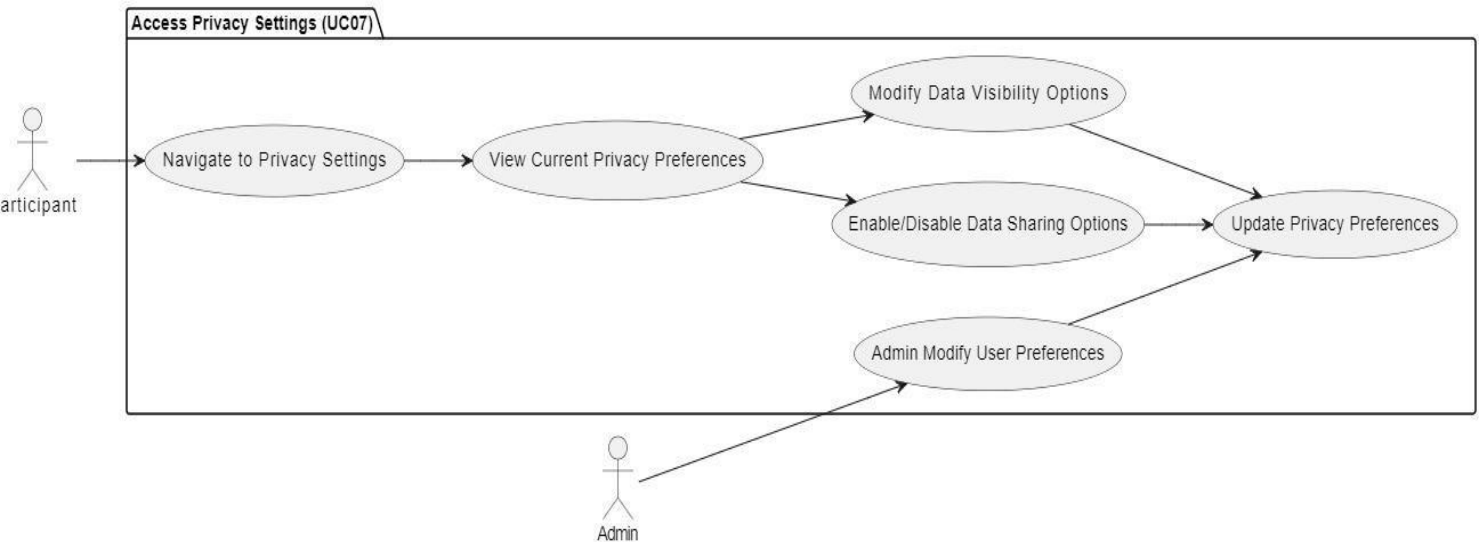 Access Privacy Settings (UC07)
Modify Data Visibility Options
Navigate to Privacy Settings
View Current Privacy Preferences
articipant
Enable/Disable Data Sharing Options
Update Privacy Preferences
Admin Modify User Preferences
Admin